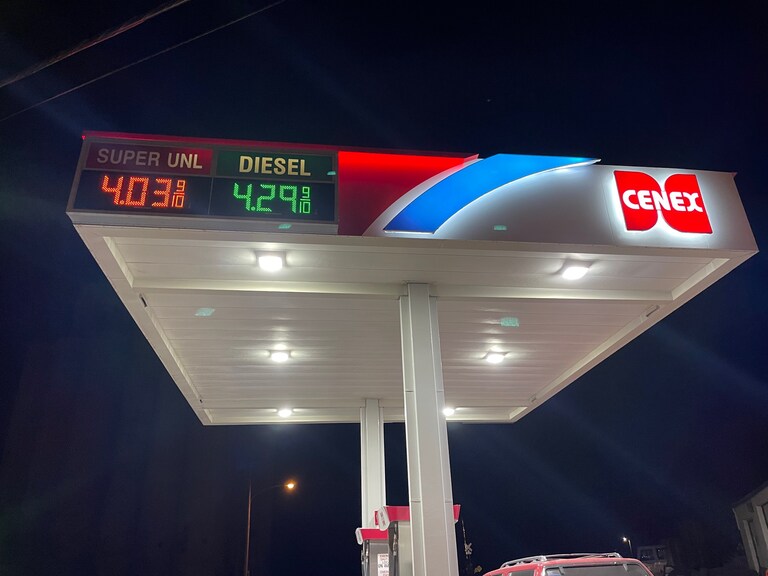 SUPER UNL
4.03 9/10
DIESEL
4.29 9/10
CENEX